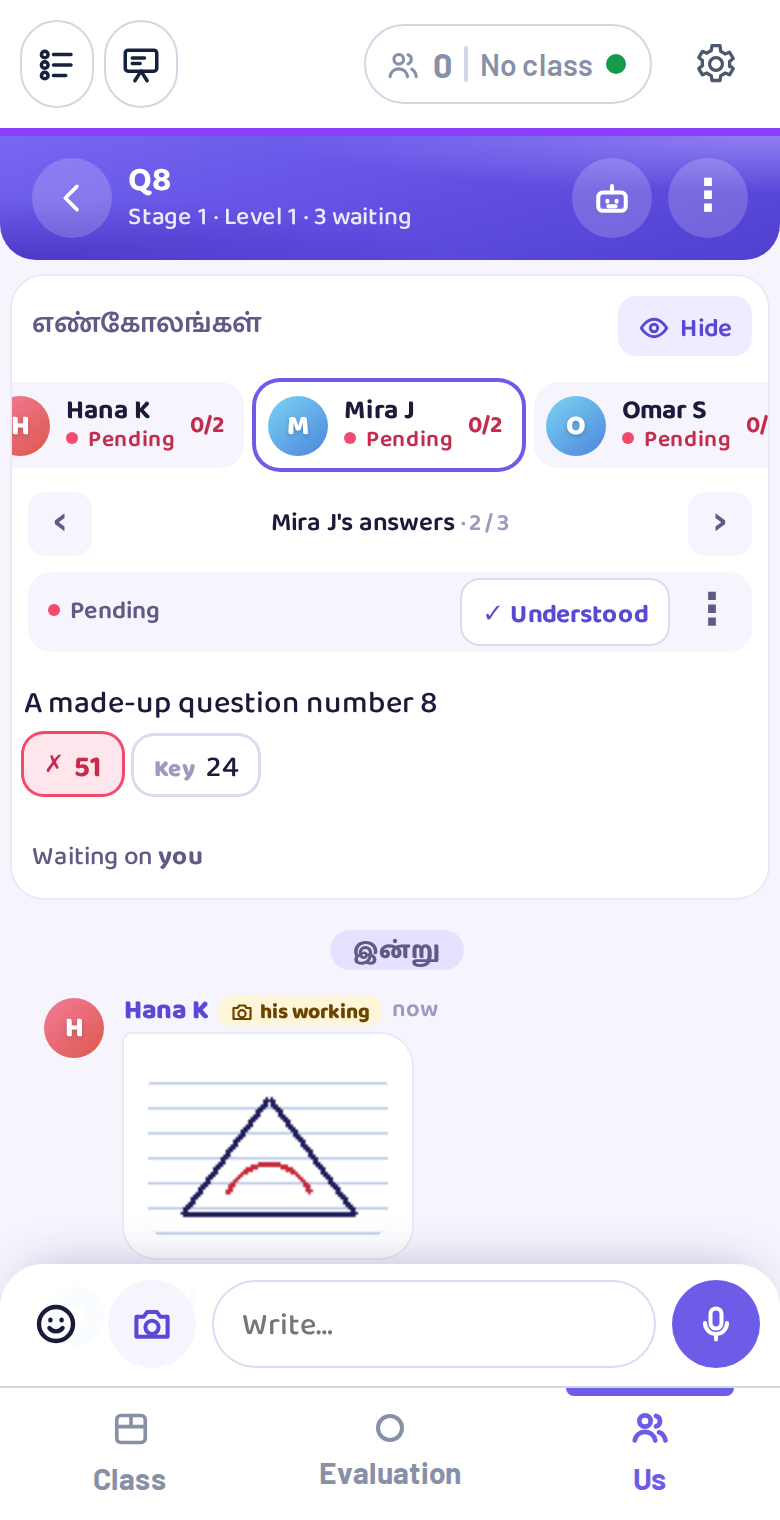 0 No class
Q8
Stage 1 · Level 1 · 3 waiting
எண்கோலங்கள்
Hide
H Hana K Pending 0/2
M Mira J Pending 0/2
O Omar S Pending 0/
Mira J's answers · 2 / 3
Pending
✓ Understood
A made-up question number 8
✗ 51
Key 24
Waiting on you
இன்று
H Hana K his working now
Write...
Class
Evaluation
Us